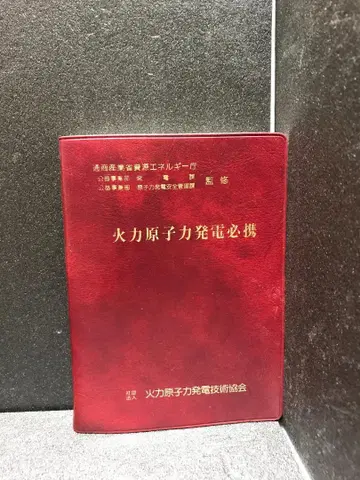 通商産業省資源エネルギー庁
公益事業部 発電課
公益事業部 原子力発電安全管理課
監修
火力原子力発電必携
社団法人 火力原子力発電技術協会